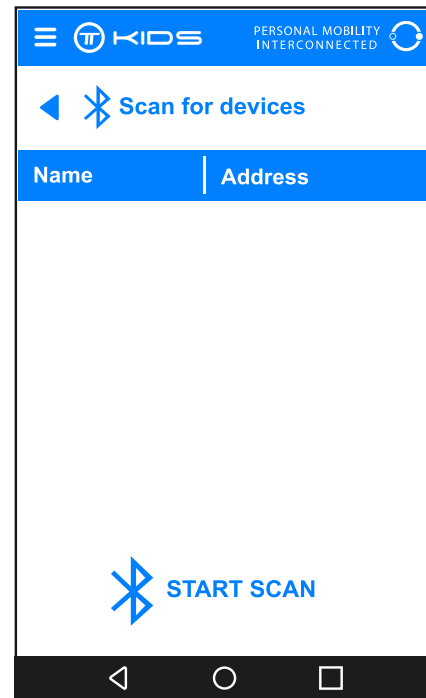 KIDS
PERSONAL MOBILITY
INTERCONNECTED
Scan for devices
Name Address
START SCAN